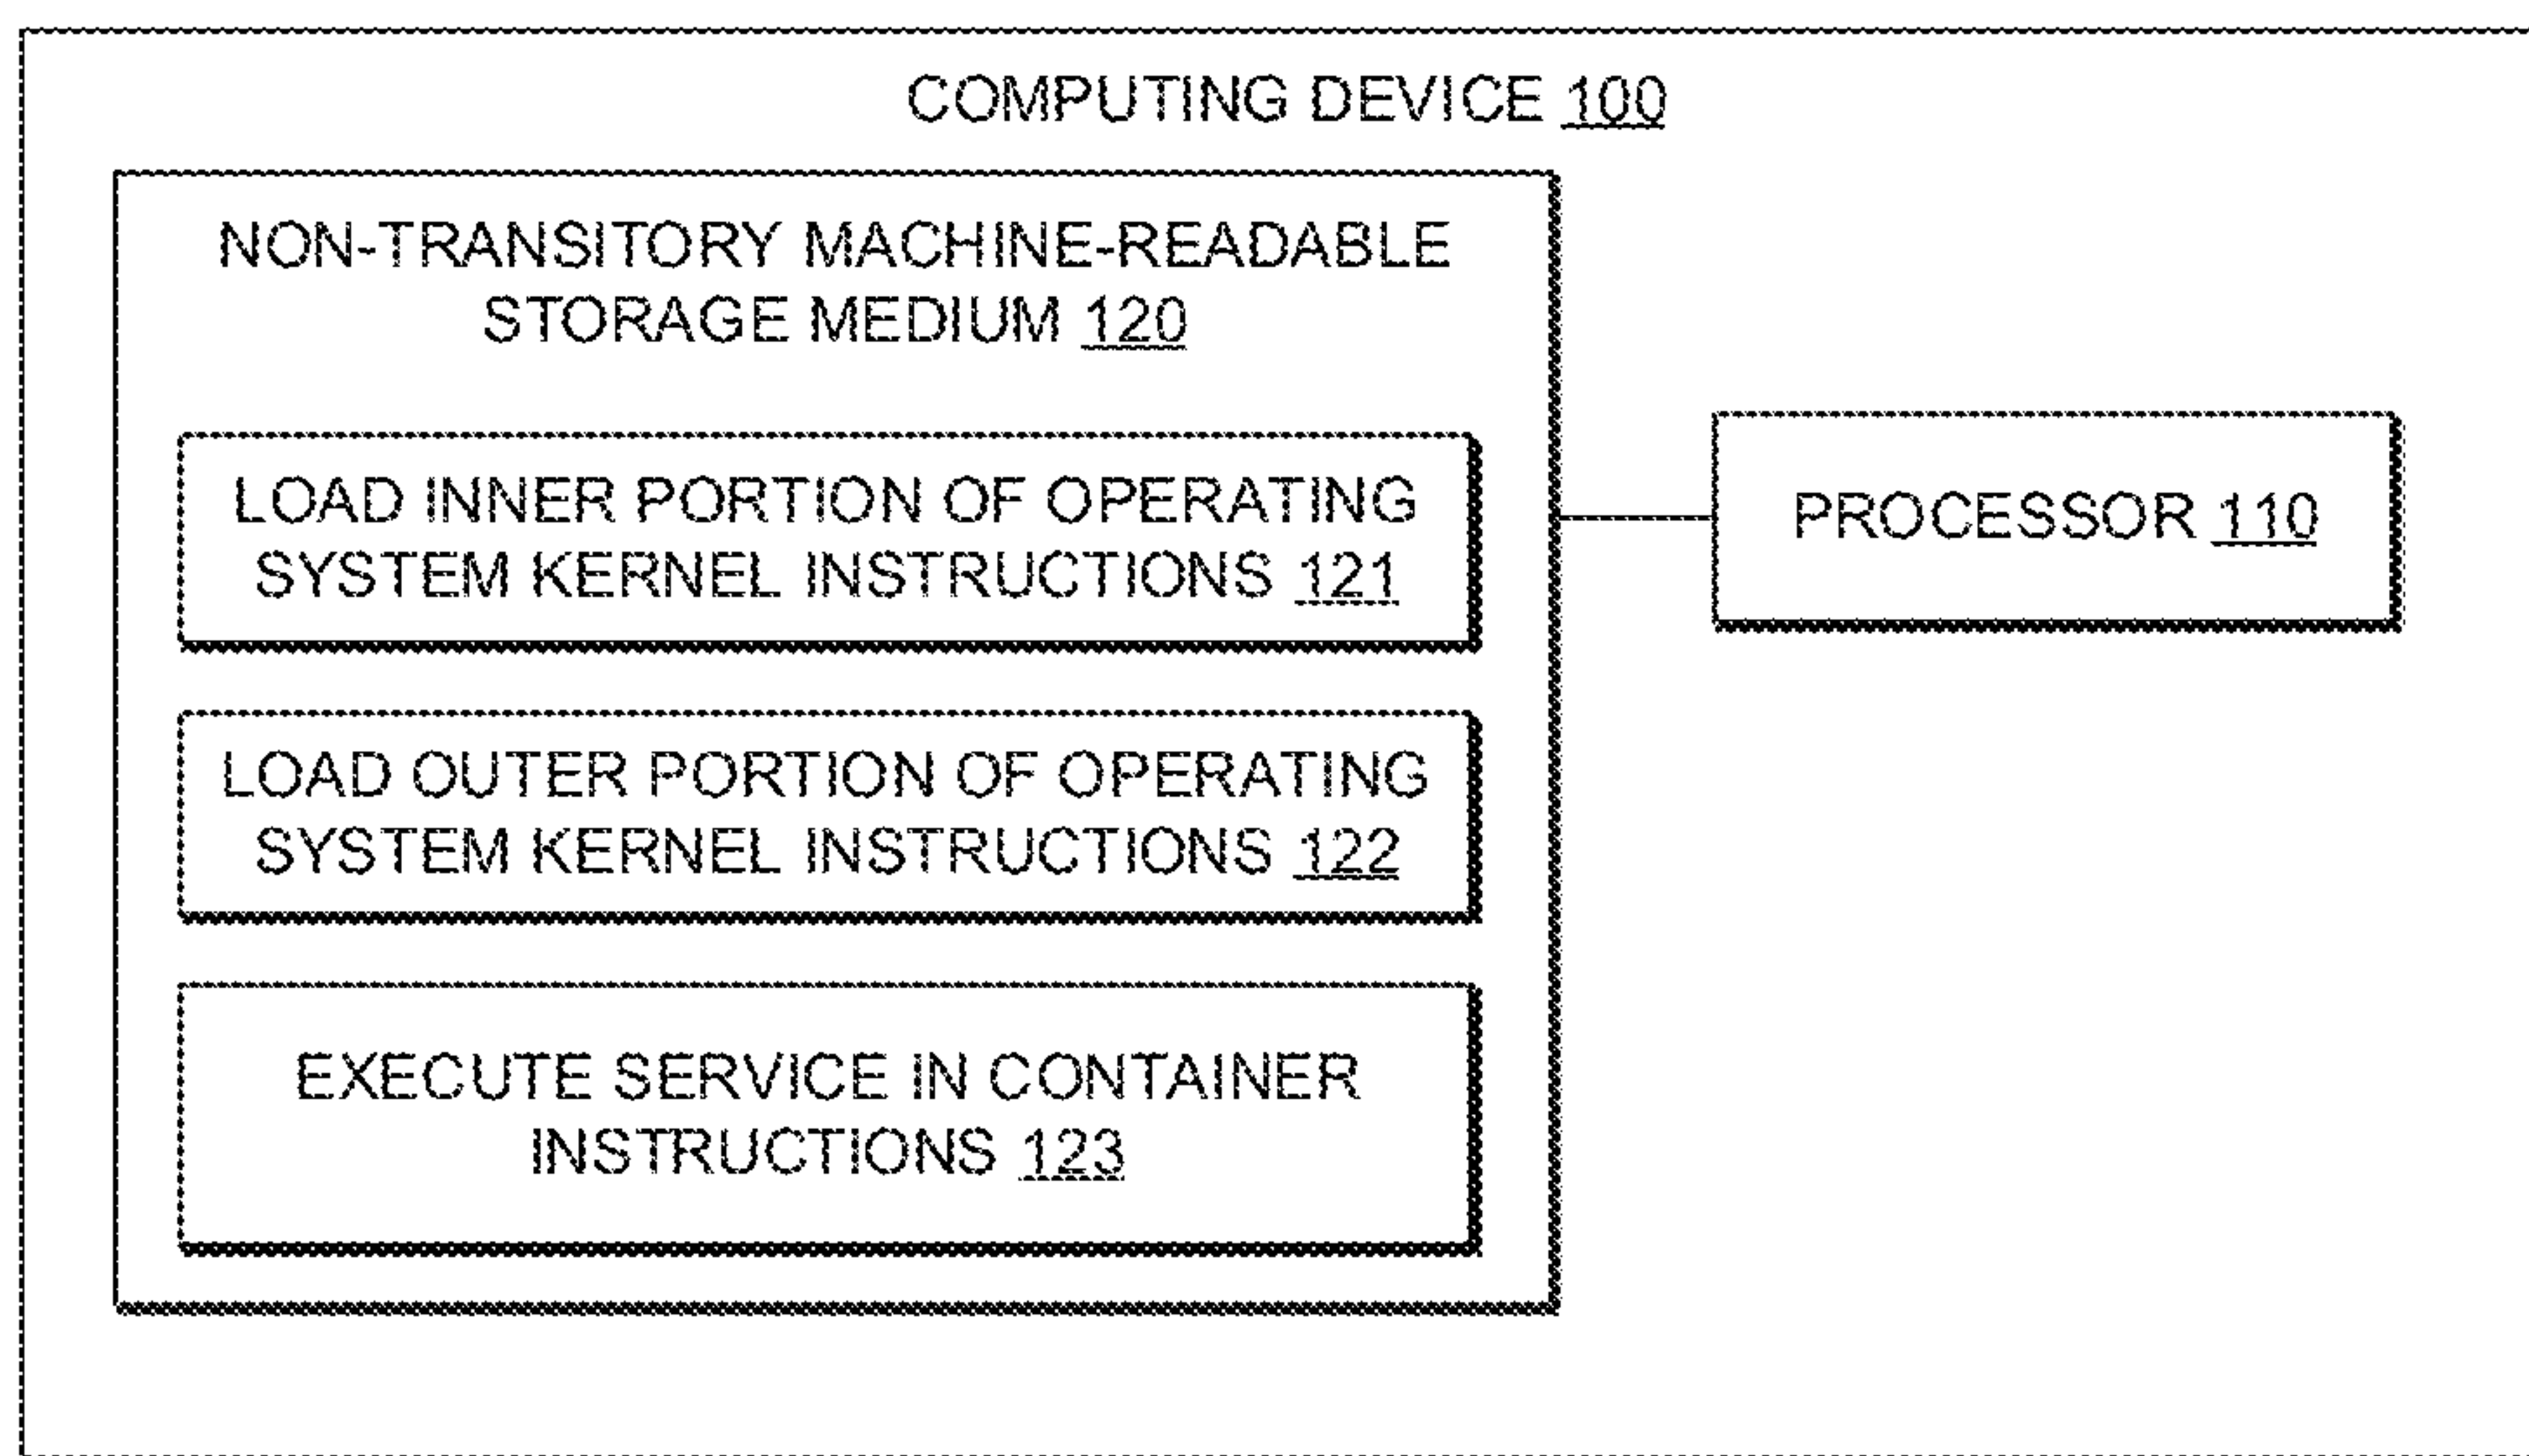 COMPUTING DEVICE 100
NON-TRANSITORY MACHINE-READABLE
STORAGE MEDIUM 120
LOAD INNER PORTION OF OPERATING
SYSTEM KERNEL INSTRUCTIONS 121
LOAD OUTER PORTION OF OPERATING
SYSTEM KERNEL INSTRUCTIONS 122
EXECUTE SERVICE IN CONTAINER
INSTRUCTIONS 123
PROCESSOR 110